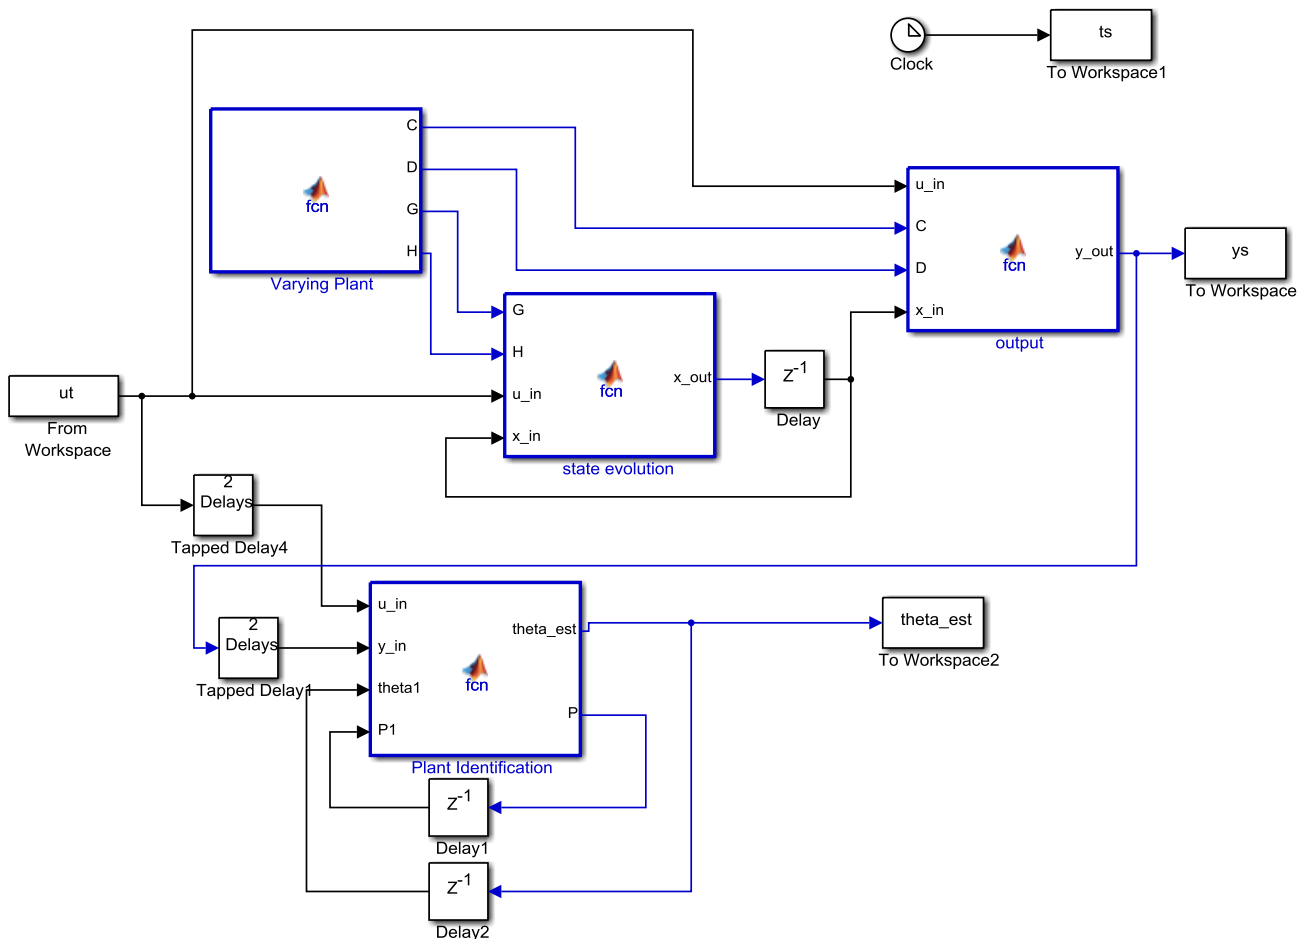 ts
Clock
To Workspace1
C
D
G
H
fcn
Varying Plant
u_in
C
D
x_in
fcn
y_out
output
ys
To Workspace
G
H
u_in
x_in
fcn
x_out
state evolution
Z-1
Delay
ut
From
Workspace
2
Delays
Tapped Delay4
2
Delays
Tapped Delay1
u_in
y_in
theta1
P1
fcn
theta_est
P
Plant Identification
theta_est
To Workspace2
Z-1
Delay1
Z-1
Delay2